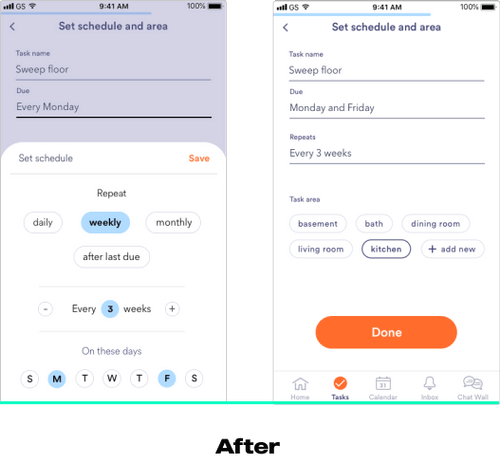 GS 9:41 AM 100%
Set schedule and area
Task name
Sweep floor
Due
Every Monday
Set schedule Save
Repeat
daily weekly monthly
after last due
- Every 3 weeks +
On these days
S M T W T F S
GS 9:41 AM 100%
Set schedule and area
Task name
Sweep floor
Due
Monday and Friday
Repeats
Every 3 weeks
Task area
basement bath dining room
living room kitchen + add new
Done
31
Home Tasks Calendar Inbox Chat Wall
After